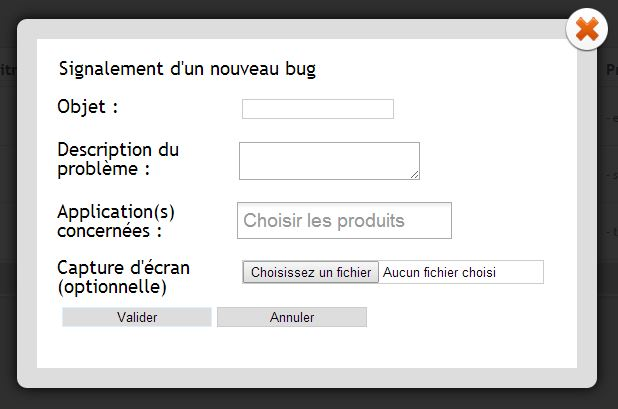 Signalement d'un nouveau bug
Objet :
Description du
problème :
Application(s)
concernées :
Choisir les produits
Capture d'écran
(optionnelle)
Choisissez un fichier Aucun fichier choisi
Valider Annuler